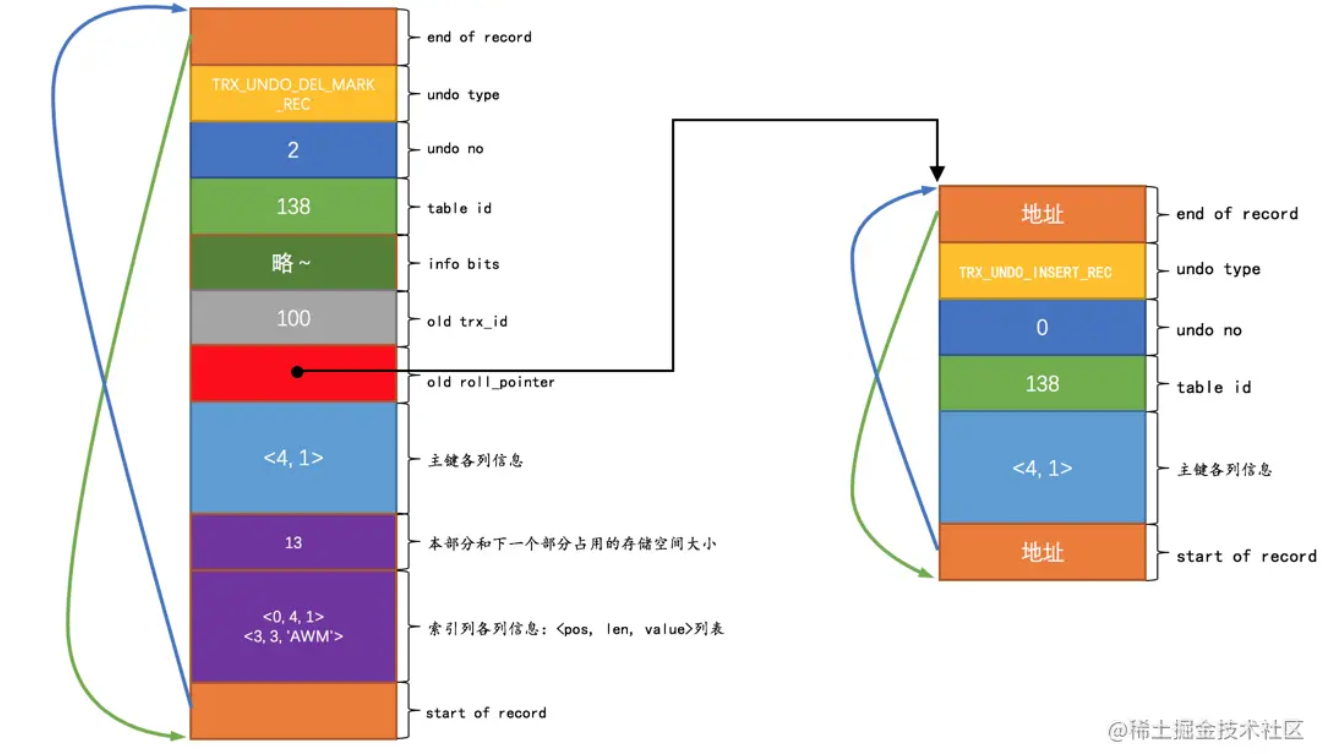 end of record
TRX_UNDO_DEL_MARK
_REC
undo type
2
undo no
138
table id
略 ~
info bits
100
old trx_id
old roll_pointer
<4, 1>
主键各列信息
13
本部分和下一个部分占用的存储空间大小
<0, 4, 1>
<3, 3, 'AWM'>
索引列各列信息: <pos, len, value>列表
start of record
地址
end of record
TRX_UNDO_INSERT_REC
undo type
0
undo no
138
table id
<4, 1>
主键各列信息
地址
start of record
@稀土掘金技术社区